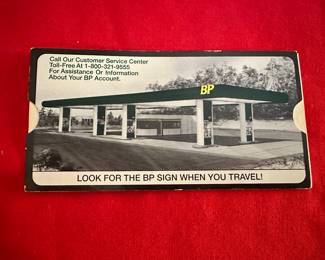 Call Our Customer Service Center
Toll-Free At 1-800-321-9555
For Assistance Or Information
About Your BP Account.
BP
LOOK FOR THE BP SIGN WHEN YOU TRAVEL!